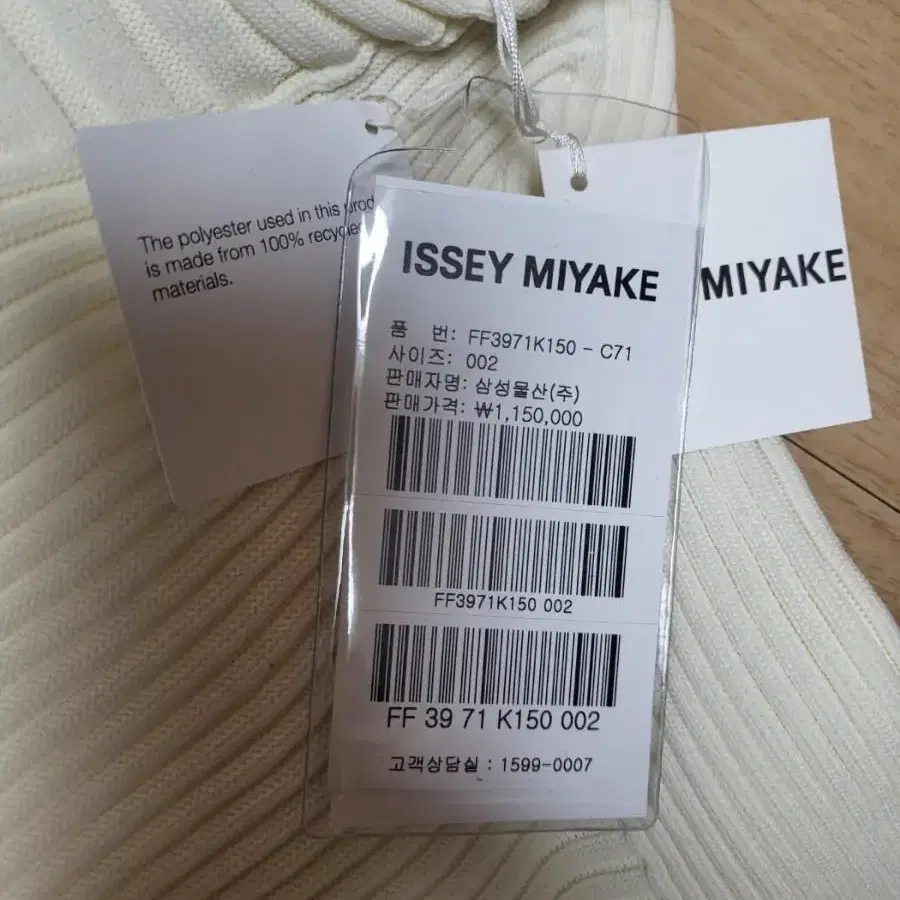 The polyester used in this prod
is made from 100% recycled
materials.
ISSEY MIYAKE
품 번: FF3971K150 - C71
사이즈: 002
판매자명: 삼성물산(주)
판매가격: ₩1,150,000
FF3971K150 002
FF 39 71 K150 002
고객상담실 : 1599-0007
MIYAKE